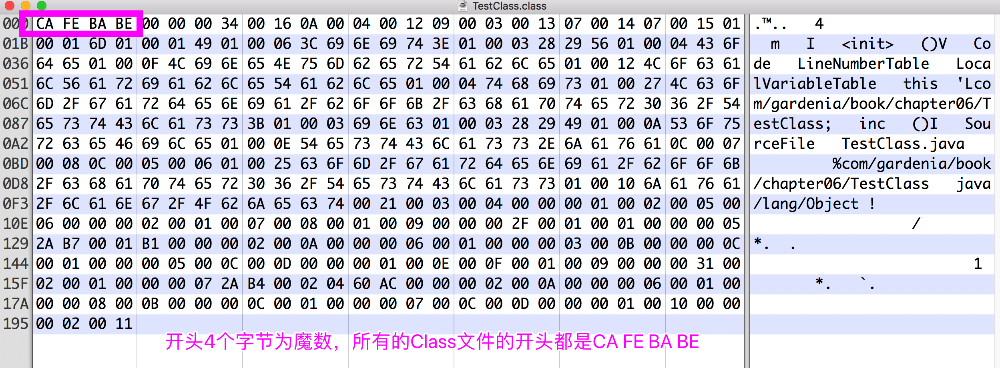 TestClass.class
000 CA FE BA BE 00 00 00 34 00 16 0A 00 04 00 12 09 00 03 00 13 07 00 14 07 00 15 01 .™.. 4
01B 00 01 6D 01 00 01 49 01 00 06 3C 69 6E 69 74 3E 01 00 03 28 29 56 01 00 04 43 6F m I <init> ()V Co
036 64 65 01 00 0F 4C 69 6E 65 4E 75 6D 62 65 72 54 61 62 6C 65 01 00 12 4C 6F 63 61 de LineNumberTable Loca
051 6C 56 61 72 69 61 62 6C 65 54 61 62 6C 65 01 00 04 74 68 69 73 01 00 27 4C 63 6F lVariableTable this 'Lco
06C 6D 2F 67 61 72 64 65 6E 69 61 2F 62 6F 6F 6B 2F 63 68 61 70 74 65 72 30 36 2F 54 m/gardenia/book/chapter06/T
087 65 73 74 43 6C 61 73 73 3B 01 00 03 69 6E 63 01 00 03 28 29 49 01 00 0A 53 6F 75 estClass; inc ()I Sou
0A2 72 63 65 46 69 6C 65 01 00 0E 54 65 73 74 43 6C 61 73 73 2E 6A 61 76 61 0C 00 07 rceFile TestClass.java
0BD 00 08 0C 00 05 00 06 01 00 25 63 6F 6D 2F 67 61 72 64 65 6E 69 61 2F 62 6F 6F 6B %com/gardenia/book
0D8 2F 63 68 61 70 74 65 72 30 36 2F 54 65 73 74 43 6C 61 73 73 01 00 10 6A 61 76 61 /chapter06/TestClass java
0F3 2F 6C 61 6E 67 2F 4F 62 6A 65 63 74 00 21 00 03 00 04 00 00 00 01 00 02 00 05 00 /lang/Object !
10E 06 00 00 00 02 00 01 00 07 00 08 00 01 00 09 00 00 00 2F 00 01 00 01 00 00 00 05 /
129 2A B7 00 01 B1 00 00 00 02 00 0A 00 00 00 06 00 01 00 00 00 03 00 0B 00 00 00 0C *. .
144 00 01 00 00 00 05 00 0C 00 0D 00 00 00 01 00 0E 00 0F 00 01 00 09 00 00 00 31 00 1
15F 02 00 01 00 00 00 07 2A B4 00 02 04 60 AC 00 00 00 02 00 0A 00 00 00 06 00 01 00 *. `.
17A 00 00 08 00 0B 00 00 00 0C 00 01 00 00 00 07 00 0C 00 0D 00 00 00 01 00 10 00 00
195 00 02 00 11
开头4个字节为魔数，所有的Class文件的开头都是CA FE BA BE